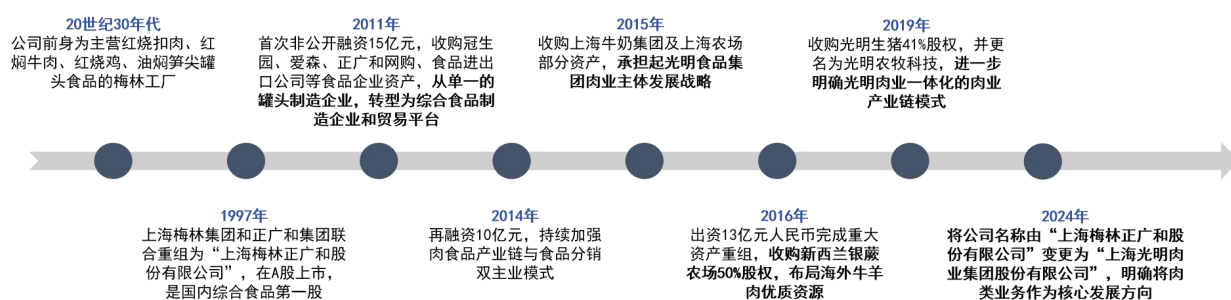 20世纪30年代
公司前身为主营红烧扣肉、红
焖牛肉、红烧鸡、油焖笋尖罐
头食品的梅林工厂
2011年
首次非公开融资15亿元，收购冠生
园、爱森、正广和网购、食品进出
口公司等食品企业资产，从单一的
罐头制造企业，转型为综合食品制
造企业和贸易平台
2015年
收购上海牛奶集团及上海农场
部分资产，承担起光明食品集
团肉业主体发展战略
2019年
收购光明生猪41%股权，并更
名为光明农牧科技，进一步
明确光明肉业一体化的肉业
产业链模式
1997年
上海梅林集团和正广和集团联
合重组为“上海梅林正广和股
份有限公司”，在A股上市，
是国内综合食品第一股
2014年
再融资10亿元，持续加强
肉食品产业链与食品分销
双主业模式
2016年
出资13亿元人民币完成重大
资产重组，收购新西兰银蕨
农场50%股权，布局海外牛羊
肉优质资源
2024年
将公司名称由“上海梅林正广和股
份有限公司”变更为“上海光明肉
业集团股份有限公司”，明确将肉
类业务作为核心发展方向